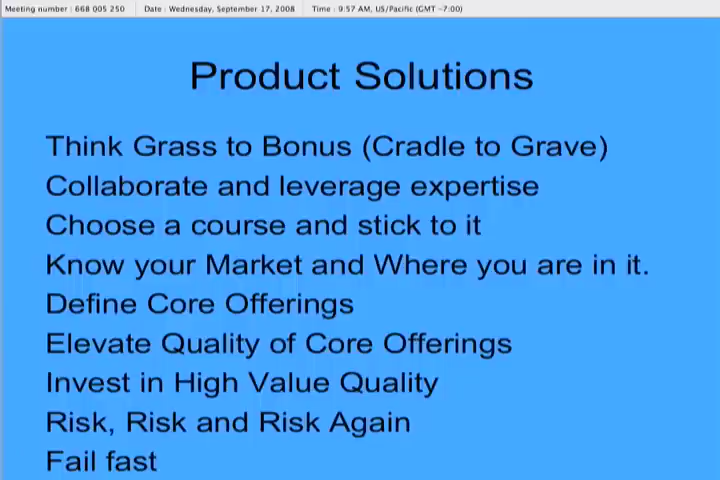 Meeting number : 668 005 250 Date : Wednesday, September 17, 2008 Time : 9:57 AM, US/Pacific (GMT -7:00)
Product Solutions
Think Grass to Bonus (Cradle to Grave)
Collaborate and leverage expertise
Choose a course and stick to it
Know your Market and Where you are in it.
Define Core Offerings
Elevate Quality of Core Offerings
Invest in High Value Quality
Risk, Risk and Risk Again
Fail fast